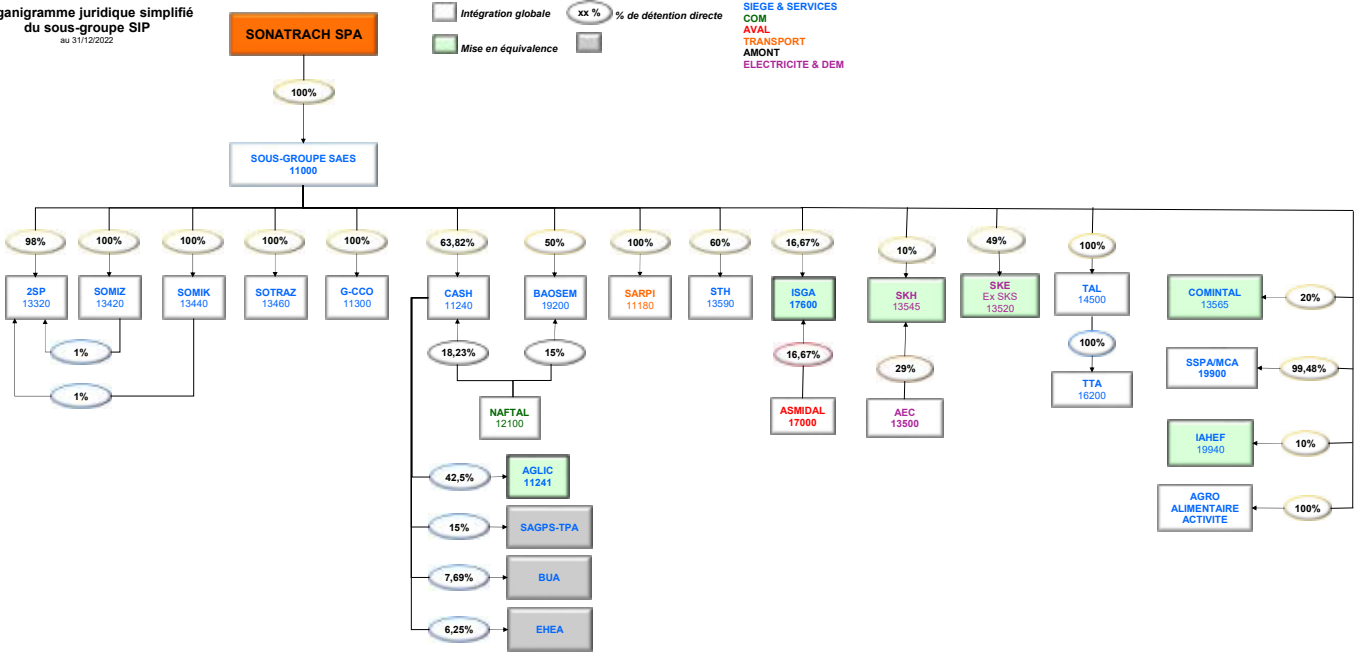 ganigramme juridique simplifié
du sous-groupe SIP
au 31/12/2022
SONATRACH SPA
Intégration globale
xx %
% de détention directe
Mise en équivalence
SIEGE & SERVICES
COM
AVAL
TRANSPORT
AMONT
ELECTRICITE & DEM
100%
SOUS-GROUPE SAES
11000
98%
100%
100%
100%
100%
63,82%
50%
100%
60%
16,67%
10%
49%
100%
2SP
13320
SOMIZ
13420
SOMIK
13440
SOTRAZ
13460
G-CCO
11300
CASH
11240
BAOSEM
19200
SARPI
11180
STH
13590
ISGA
17600
SKH
13545
SKE
Ex SKS
13520
TAL
14500
COMINTAL
13565
20%
1%
18,23%
15%
16,67%
29%
100%
1%
NAFTAL
12100
ASMIDAL
17000
AEC
13500
TTA
16200
SSPA/MCA
19900
99,48%
IAHEF
19940
10%
42,5%
AGLIC
11241
AGRO
ALIMENTAIRE
ACTIVITE
100%
15%
SAGPS-TPA
7,69%
BUA
6,25%
EHEA